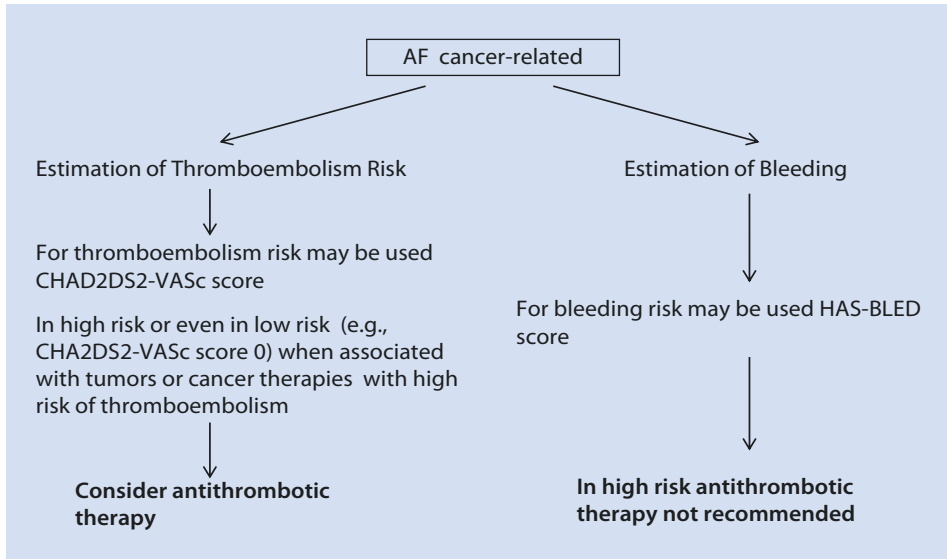 AF cancer-related
Estimation of Thromboembolism Risk
For thromboembolism risk may be used
CHAD2DS2-VASc score
In high risk or even in low risk (e.g.,
CHA2DS2-VASc score 0) when associated
with tumors or cancer therapies with high
risk of thromboembolism
Consider antithrombotic
therapy
Estimation of Bleeding
For bleeding risk may be used HAS-BLED
score
In high risk antithrombotic
therapy not recommended